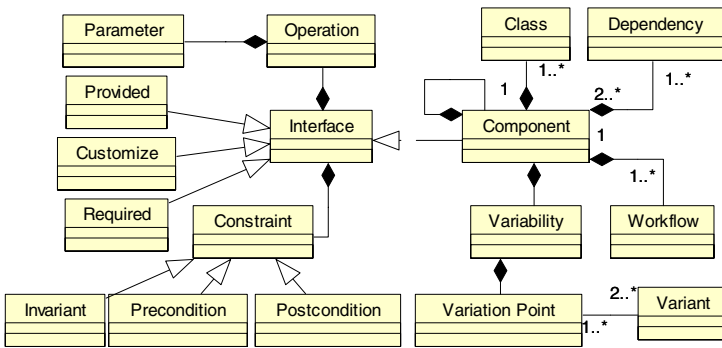 Parameter
Operation
Class
Dependency
1..*
1..*
1
2..*
Provided
Interface
Component
1
Customize
1..*
Required
Constraint
Variability
Workflow
2..*
Invariant
Precondition
Postcondition
Variation Point
Variant
1..*